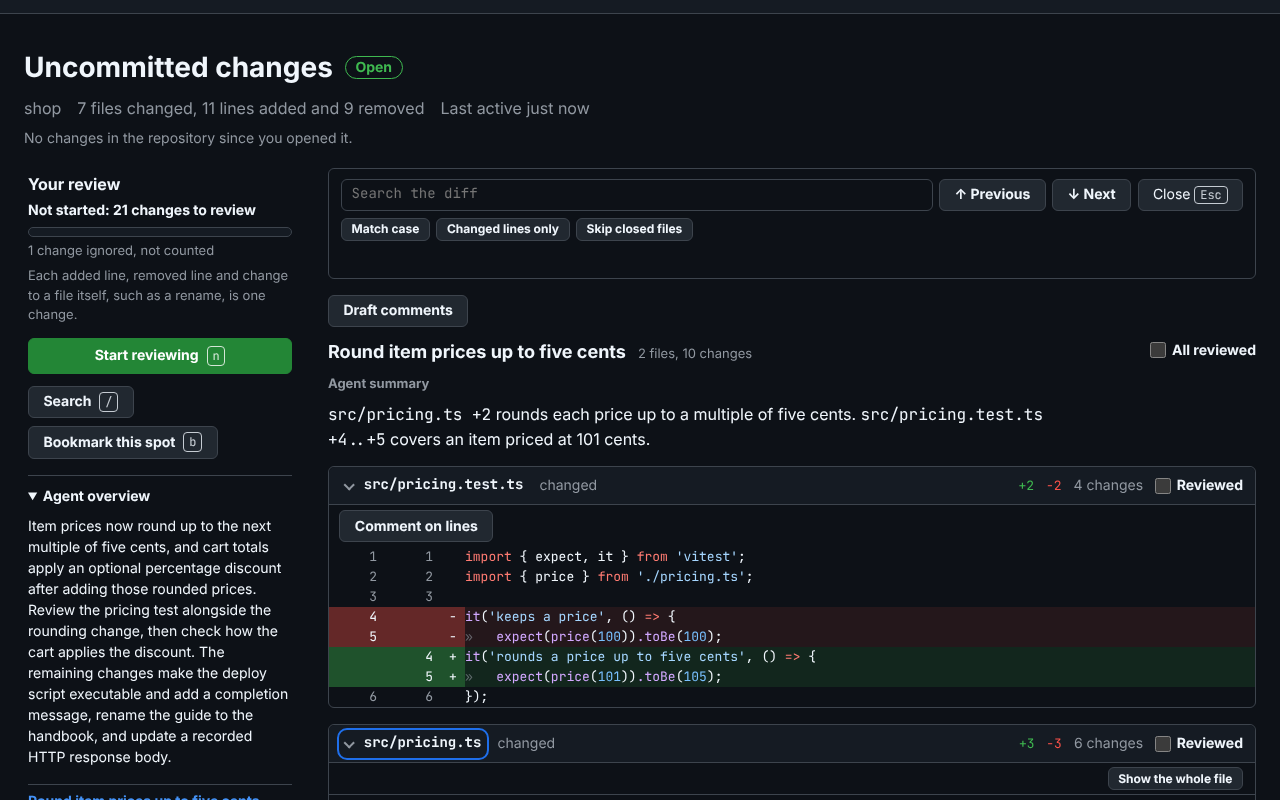 Uncommitted changes Open
shop 7 files changed, 11 lines added and 9 removed Last active just now
No changes in the repository since you opened it.
Your review
Not started: 21 changes to review
1 change ignored, not counted
Each added line, removed line and change
to a file itself, such as a rename, is one
change.
Start reviewing n
Search /
Bookmark this spot b
▼ Agent overview
Item prices now round up to the next
multiple of five cents, and cart totals
apply an optional percentage discount
after adding those rounded prices.
Review the pricing test alongside the
rounding change, then check how the
cart applies the discount. The
remaining changes make the deploy
script executable and add a completion
message, rename the guide to the
handbook, and update a recorded
HTTP response body.
Round item prices up to five cents
Search the diff ↑ Previous ↓ Next Close Esc
Match case Changed lines only Skip closed files
Draft comments
Round item prices up to five cents 2 files, 10 changes All reviewed
Agent summary
src/pricing.ts +2 rounds each price up to a multiple of five cents. src/pricing.test.ts
+4..+5 covers an item priced at 101 cents.
src/pricing.test.ts changed +2 -2 4 changes Reviewed
Comment on lines
1 1 import { expect, it } from 'vitest';
2 2 import { price } from './pricing.ts';
3 3
4 - it('keeps a price', () => {
5 - » expect(price(100)).toBe(100);
4 + it('rounds a price up to five cents', () => {
5 + » expect(price(101)).toBe(105);
6 6 });
src/pricing.ts changed +3 -3 6 changes Reviewed
Show the whole file